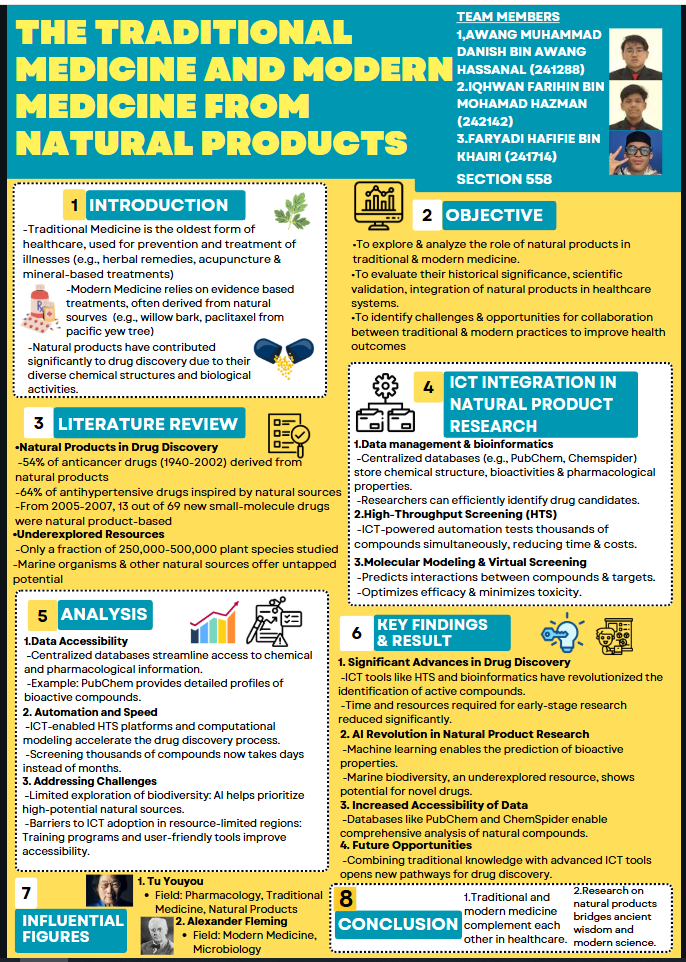 THE TRADITIONAL
MEDICINE AND MODERN
MEDICINE FROM
NATURAL PRODUCTS
TEAM MEMBERS
1,AWANG MUHAMMAD
DANISH BIN AWANG
HASSANAL (241288)
2.IQHWAN FARIHIN BIN
MOHAMAD HAZMAN
(242142)
3.FARYADI HAFIFIE BIN
KHAIRI (241714)
SECTION 558
1 INTRODUCTION
-Traditional Medicine is the oldest form of
healthcare, used for prevention and treatment of
illnesses (e.g., herbal remedies, acupuncture &
mineral-based treatments)
-Modern Medicine relies on evidence based
treatments, often derived from natural
sourves (e.g., willow bark, paclitaxel from
pacific yew tree)
-Natural products have contributed
significantly to drug discovery due to their
diverse chemical structures and biological
activities.
2 OBJECTIVE
•To explore & analyze the role of natural products in
traditional & modern medicine.
•To evaluate their historical significance, scientific
validation, integration of natural products in healthcare
systems.
•To identify challenges & opportunities for collaboration
between traditional & modern practices to improve health
outcomes
3 LITERATURE REVIEW
•Natural Products in Drug Discovery
-54% of anticancer drugs (1940-2002) derived from
natural products
-64% of antihypertensive drugs inspired by natural sources
-From 2005-2007, 13 out of 69 new small-molecule drugs
were natural product-based
•Underexplored Resources
-Only a fraction of 250,000-500,000 plant species studied
-Marine organisms & other natural sources offer untapped
potential
4 ICT INTEGRATION IN
NATURAL PRODUCT
RESEARCH
1.Data management & bioinformatics
-Centralized databases (e.g., PubChem, Chemspider)
store chemical structure, bioactivities & pharmacological
properties.
-Researchers can efficiently identify drug candidates.
2.High-Throughput Screening (HTS)
-ICT-powered automation tests thousands of
compounds simultaneously, reducing time & costs.
3.Molecular Modeling & Virtual Screening
-Predicts interactions between compounds & targets.
-Optimizes efficacy & minimizes toxicity.
5 ANALYSIS
1.Data Accessibility
-Centralized databases streamline access to chemical
and pharmacological information.
-Example: PubChem provides detailed profiles of
bioactive compounds.
2. Automation and Speed
-ICT-enabled HTS platforms and computational
modeling accelerate the drug discovery process.
-Screening thousands of compounds now takes days
instead of months.
3. Addressing Challenges
-Limited exploration of biodiversity: AI helps prioritize
high-potential natural sources.
-Barriers to ICT adoption in resource-limited regions:
Training programs and user-friendly tools improve
accessibility.
6 KEY FINDINGS
& RESULT
1. Significant Advances in Drug Discovery
-ICT tools like HTS and bioinformatics have revolutionized the
identification of active compounds.
-Time and resources required for early-stage research
reduced significantly.
2. AI Revolution in Natural Product Research
-Machine learning enables the prediction of bioactive
properties.
-Marine biodiversity, an underexplored resource, shows
potential for novel drugs.
3. Increased Accessibility of Data
-Databases like PubChem and ChemSpider enable
comprehensive analysis of natural compounds.
4. Future Opportunities
-Combining traditional knowledge with advanced ICT tools
opens new pathways for drug discovery.
7
INFLUENTIAL
FIGURES
1. Tu Youyou
• Field: Pharmacology, Traditional
Medicine, Natural Products
2. Alexander Fleming
• Field: Modern Medicine,
Microbiology
8
CONCLUSION
1.Traditional and
modern medicine
complement each
other in healthcare.
2.Research on
natural products
bridges ancient
wisdom and
modern science.